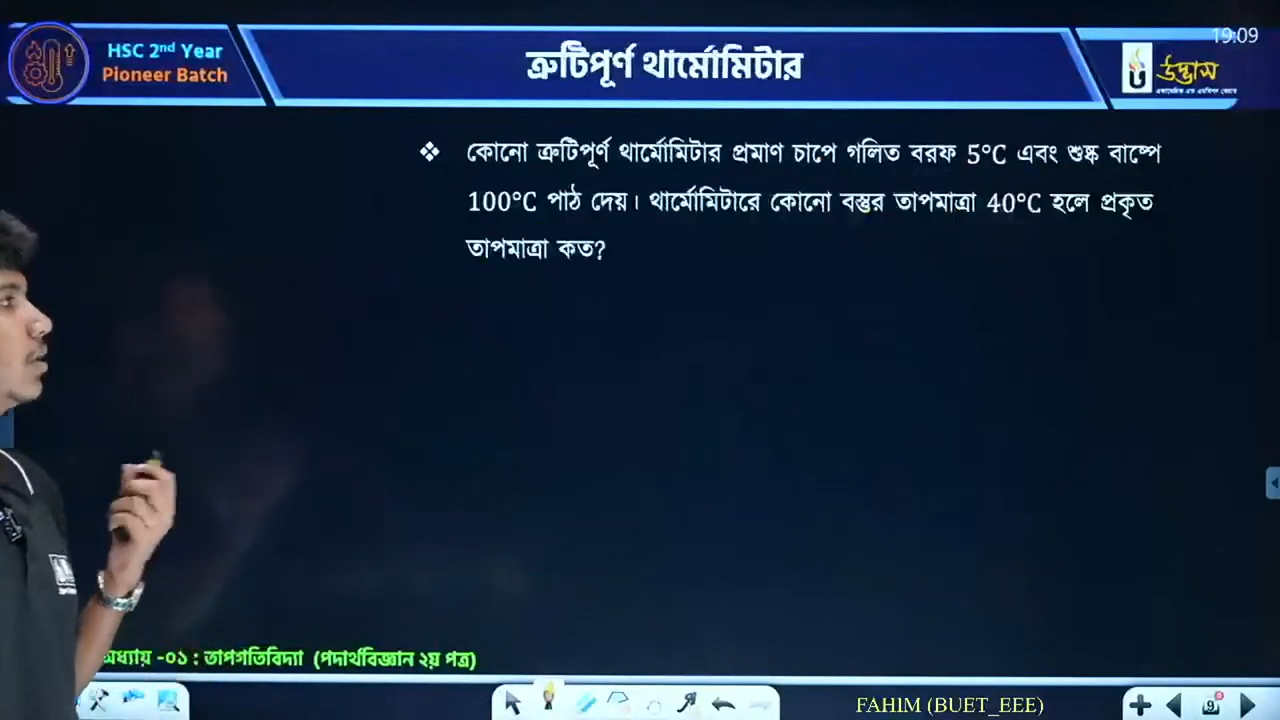 19:09
HSC 2nd Year
Pioneer Batch
ত্রুটিপূর্ণ থার্মোমিটার
উদ্ভাস
❖ কোনো ত্রুটিপূর্ণ থার্মোমিটার প্রমাণ চাপে গলিত বরফ 5°C এবং শুষ্ক বাষ্পে
100°C পাঠ দেয়। থার্মোমিটারে কোনো বস্তুর তাপমাত্রা 40°C হলে প্রকৃত
তাপমাত্রা কত?
অধ্যায় -০১ : তাপগতিবিদ্যা (পদার্থবিজ্ঞান ২য় পত্র)
FAHIM (BUET_EEE)
9